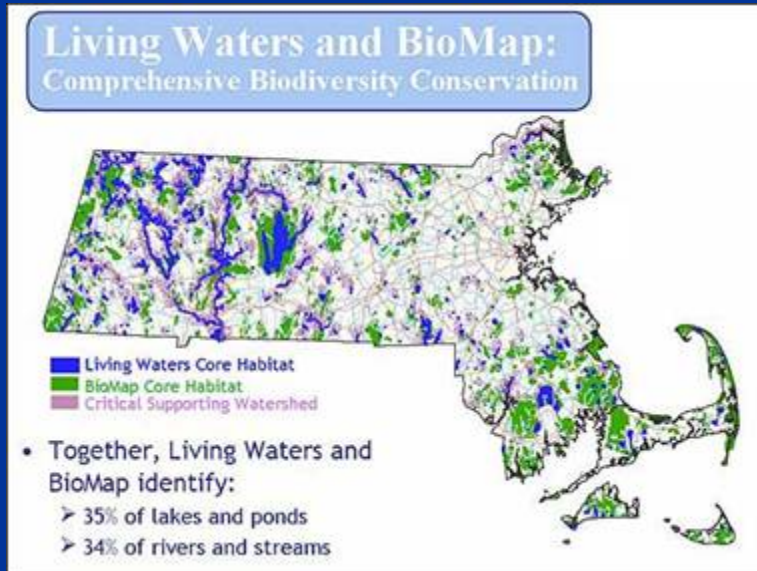 Living Waters and BioMap:
Comprehensive Biodiversity Conservation
Living Waters Core Habitat
BioMap Core Habitat
Critical Supporting Watershed
• Together, Living Waters and
BioMap identify:
➢ 35% of lakes and ponds
➢ 34% of rivers and streams